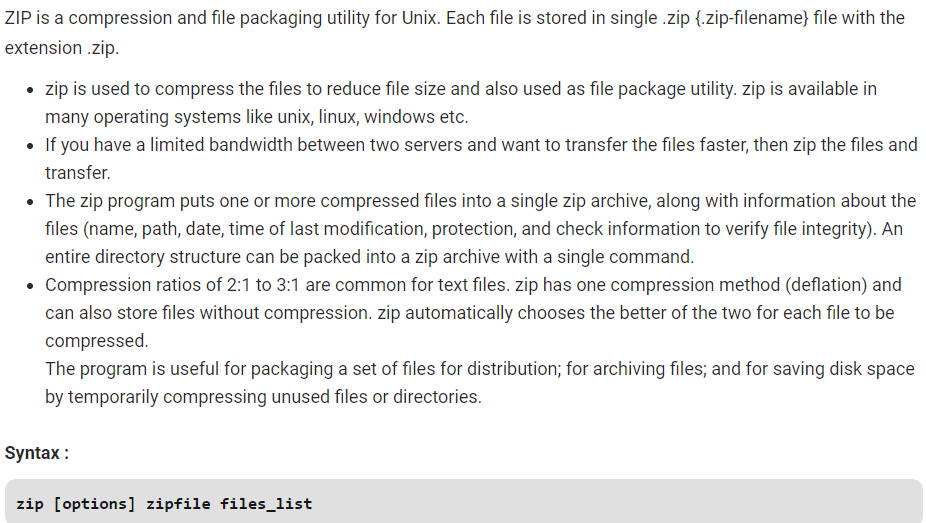 ZIP is a compression and file packaging utility for Unix. Each file is stored in single .zip {.zip-filename} file with the
extension .zip.
zip is used to compress the files to reduce file size and also used as file package utility. zip is available in
many operating systems like unix, linux, windows etc.
If you have a limited bandwidth between two servers and want to transfer the files faster, then zip the files and
transfer.
The zip program puts one or more compressed files into a single zip archive, along with information about the
files (name, path, date, time of last modification, protection, and check information to verify file integrity). An
entire directory structure can be packed into a zip archive with a single command.
Compression ratios of 2:1 to 3:1 are common for text files. zip has one compression method (deflation) and
can also store files without compression. zip automatically chooses the better of the two for each file to be
compressed.
The program is useful for packaging a set of files for distribution; for archiving files; and for saving disk space
by temporarily compressing unused files or directories.
Syntax :
zip [options] zipfile files_list